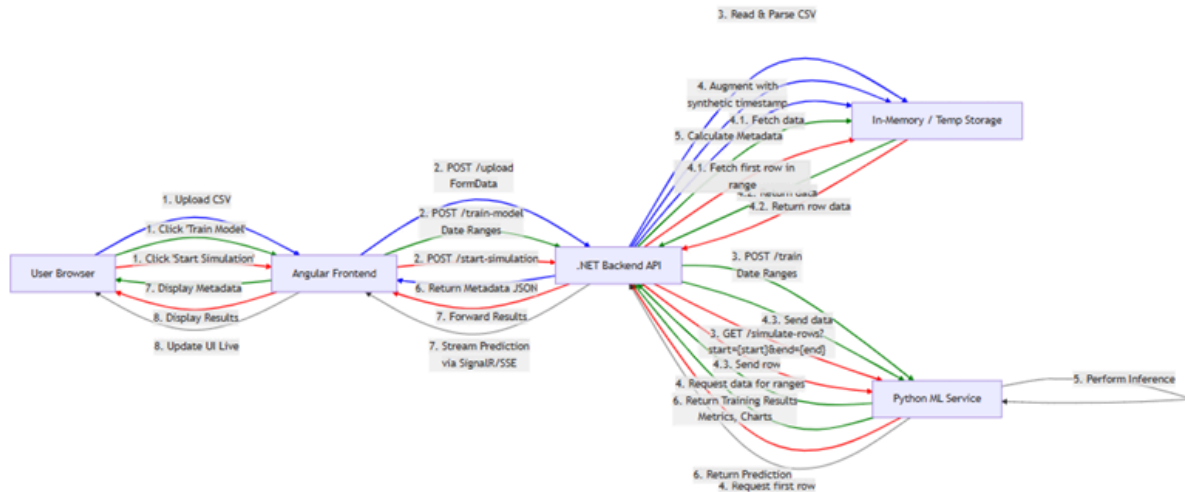 3. Read & Parse CSV
4. Augment with
synthetic timestamp
4.1. Fetch data
In-Memory / Temp Storage
5. Calculate Metadata
4.1. Fetch first row in
range
4.2. Return data
4.2. Return row data
2. POST /upload
FormData
1. Upload CSV
2. POST /train-model
Date Ranges
1. Click 'Train Model'
1. Click 'Start Simulation'
2. POST /start-simulation
User Browser
Angular Frontend
.NET Backend API
7. Display Metadata
6. Return Metadata JSON
8. Display Results
7. Forward Results
8. Update UI Live
7. Stream Prediction
via SignalR/SSE
3. POST /train
Date Ranges
4.3. Send data
3. GET /simulate-rows?
start={start}&end={end}
4.3. Send row
4. Request data for ranges
6. Return Training Results
Metrics, Charts
Python ML Service
5. Perform Inference
6. Return Prediction
4. Request first row